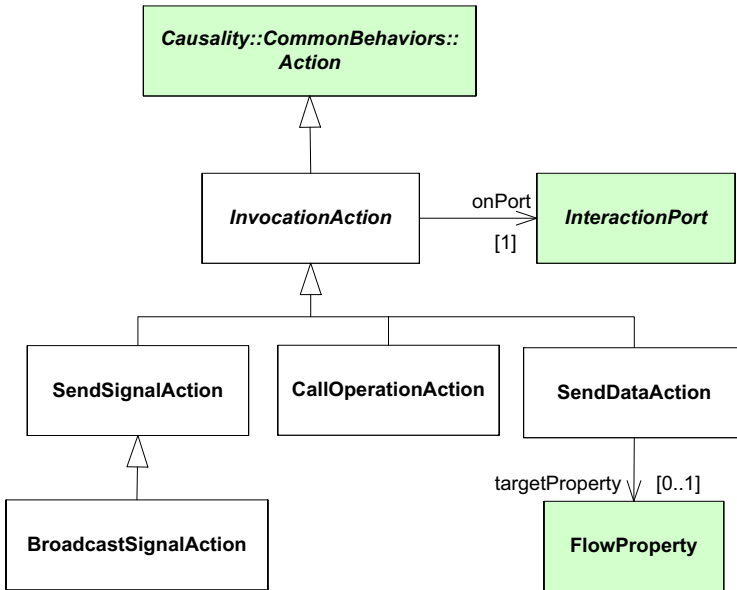 Causality::CommonBehaviors::
Action
InvocationAction
onPort
[1]
InteractionPort
SendSignalAction
CallOperationAction
SendDataAction
targetProperty
[0..1]
BroadcastSignalAction
FlowProperty